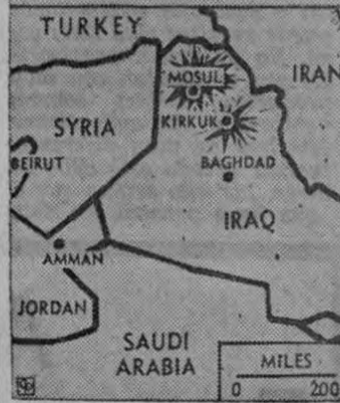 TURKEY
MOSUL
IRAN
SYRIA
KIRKUK
BEIRUT
BAGHDAD
IRAQ
AMMAN
JORDAN
SAUDI
ARABIA
MILES
0 200